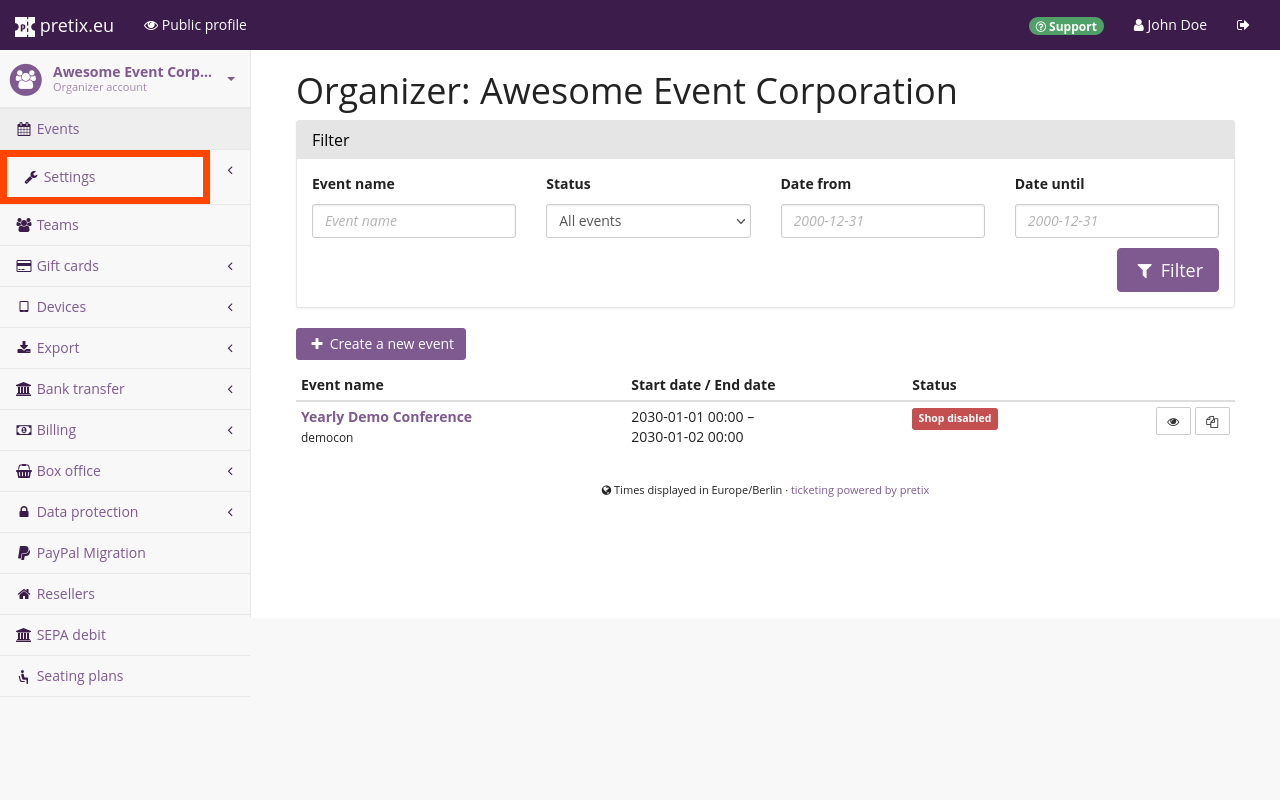 pretix.eu
Public profile
Support
John Doe
Awesome Event Corp...
Organizer account
Events
Settings
Teams
Gift cards
Devices
Export
Bank transfer
Billing
Box office
Data protection
PayPal Migration
Resellers
SEPA debit
Seating plans
Organizer: Awesome Event Corporation
Filter
Event name Status Date from Date until
Event name All events 2000-12-31 2000-12-31
Filter
Create a new event
Event name Start date / End date Status
Yearly Demo Conference 2030-01-01 00:00 – Shop disabled
democon 2030-01-02 00:00
Times displayed in Europe/Berlin · ticketing powered by pretix